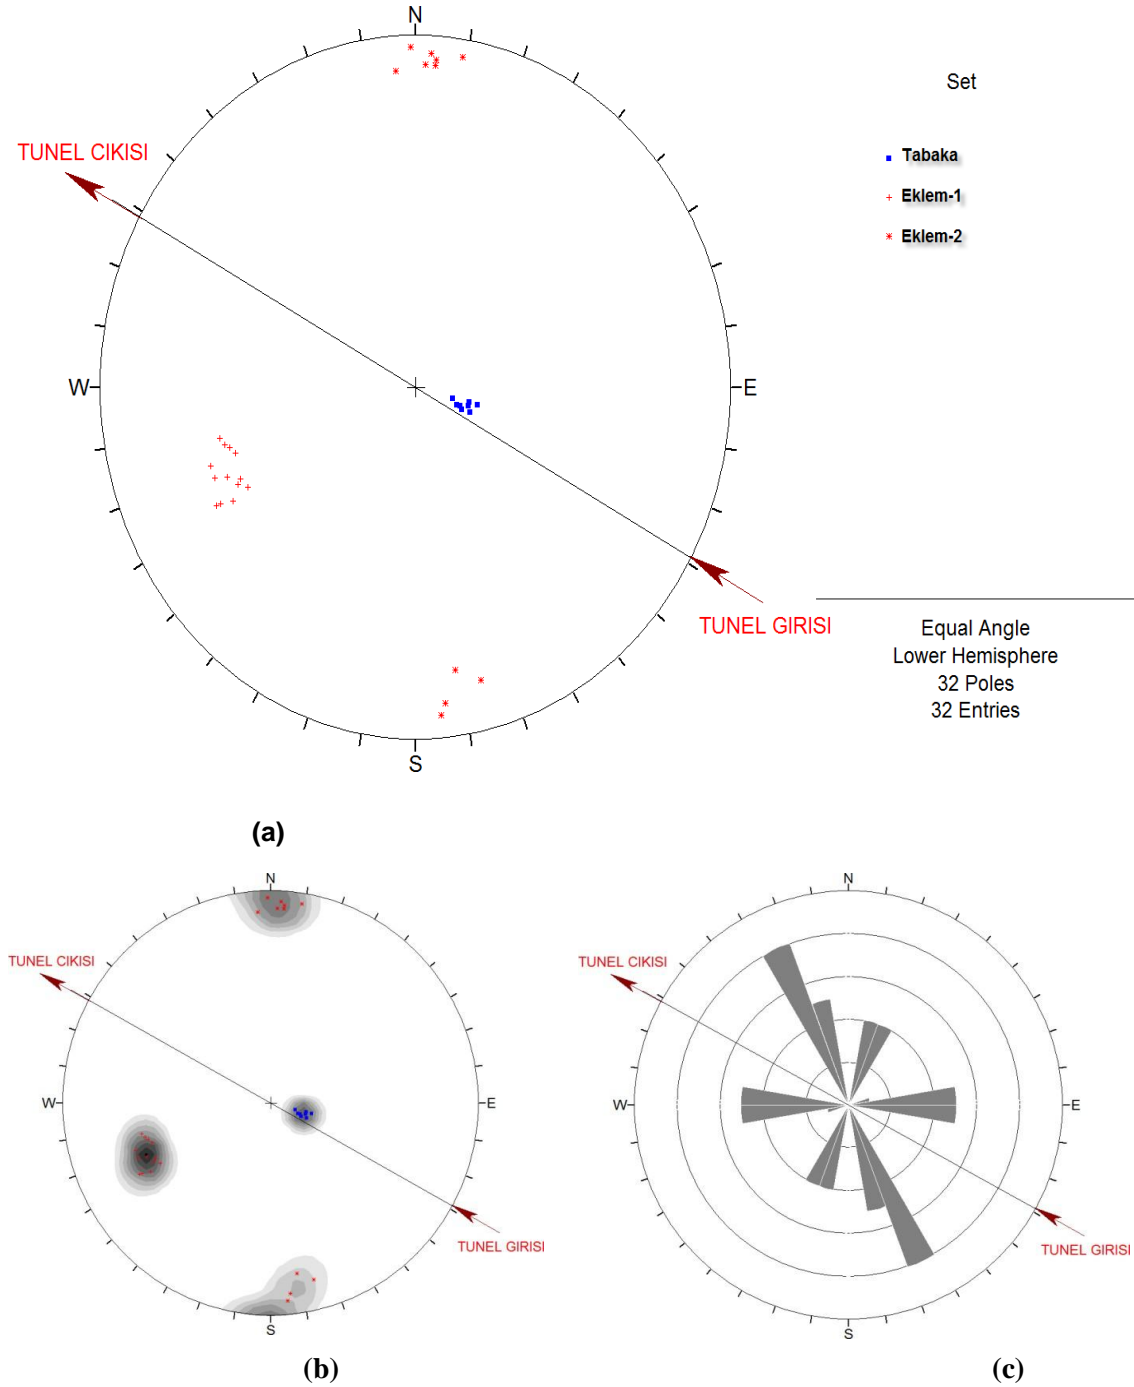 N
Set
TUNEL CIKISI
Tabaka
Eklem-1
Eklem-2
W
E
TUNEL GIRISI
Equal Angle
Lower Hemisphere
32 Poles
32 Entries
S
(a)
N
TUNEL CIKISI
W
E
TUNEL GIRISI
S
(b)
N
TUNEL CIKISI
W
E
TUNEL GIRISI
S
(c)